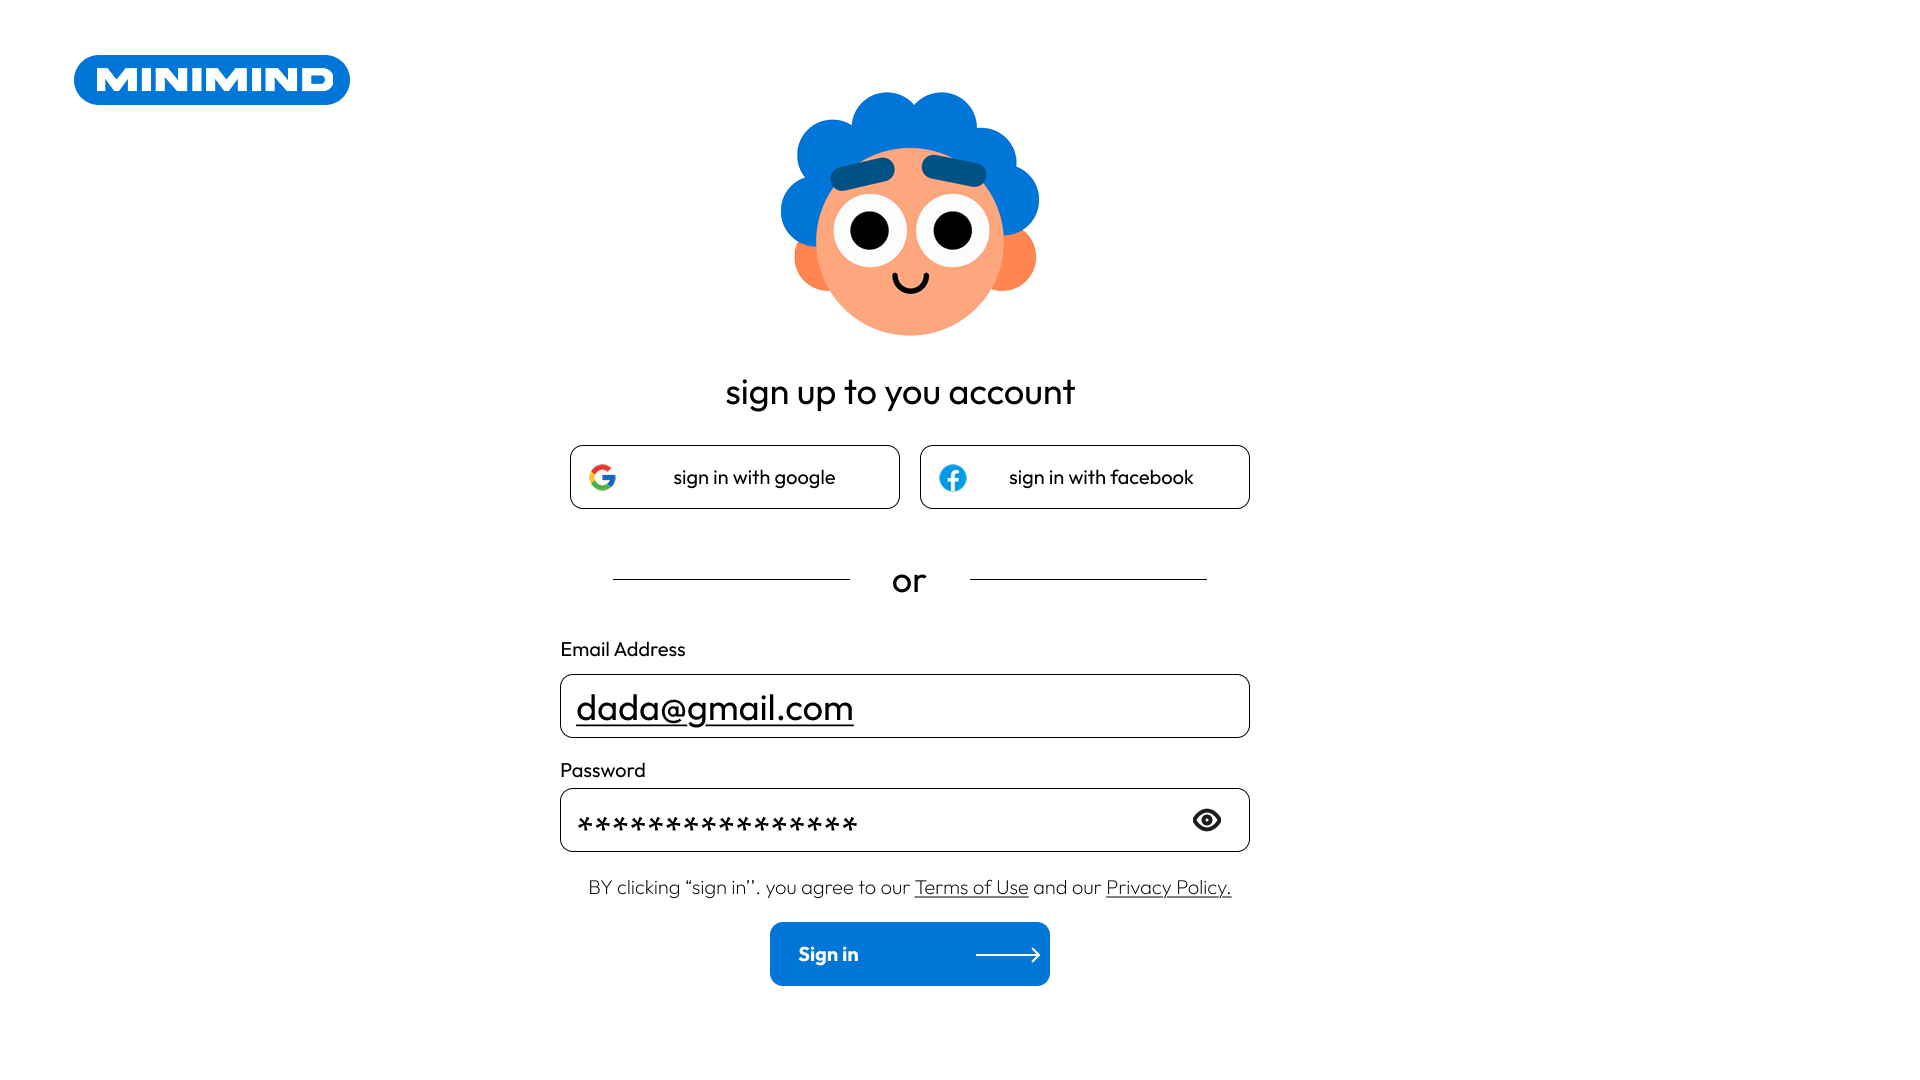 MINIMIND
sign up to you account
sign in with google
sign in with facebook
or
Email Address
dada@gmail.com
Password
****************
BY clicking “sign in’’. you agree to our Terms of Use and our Privacy Policy.
Sign in